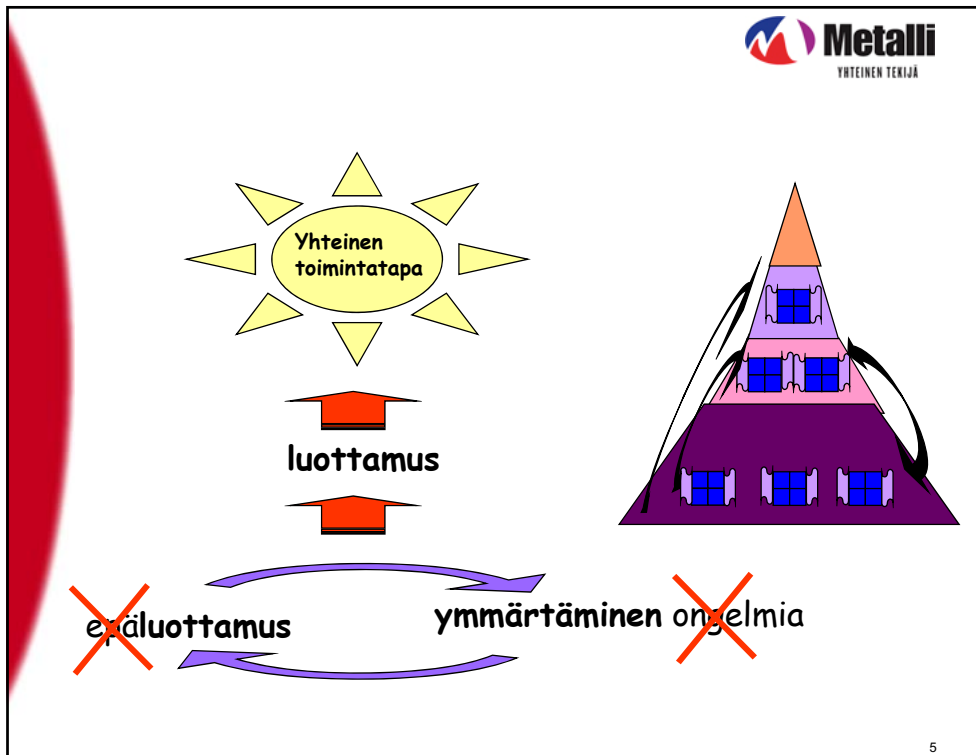 Metalli
YHTEINEN TEKIJÄ
Yhteinen
toimintatapa
luottamus
epäluottamus
ymmärtäminen ongelmia
5